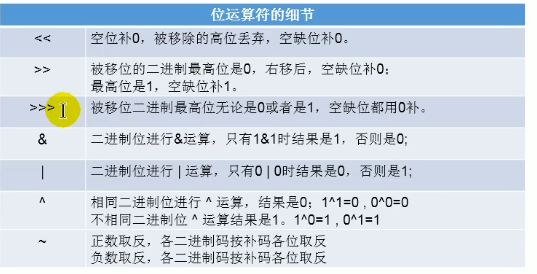 位运算符的细节
<< 空位补0，被移除的高位丢弃，空缺位补0。
>> 被移位的二进制最高位是0，右移后，空缺位补0；
最高位是1，空缺位补1。
>>> 被移位二进制最高位无论是0或者是1，空缺位都用0补。
& 二进制位进行&运算，只有1&1时结果是1，否则是0;
| 二进制位进行 | 运算，只有0 | 0时结果是0，否则是1;
^ 相同二进制位进行 ^ 运算，结果是0；1^1=0 , 0^0=0
不相同二进制位 ^ 运算结果是1。1^0=1 , 0^1=1
~ 正数取反，各二进制码按补码各位取反
负数取反，各二进制码按补码各位取反